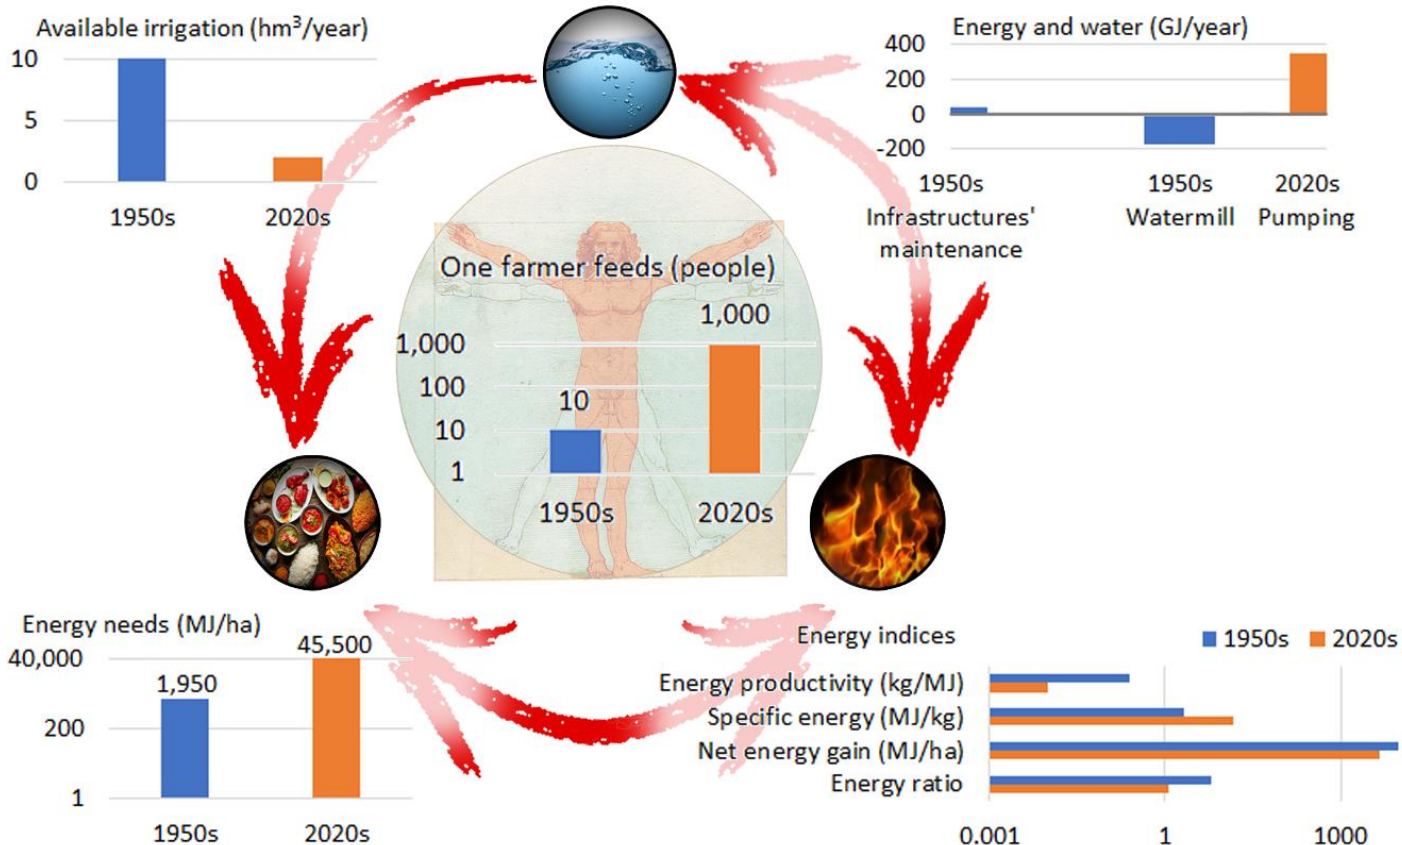 Available irrigation (hm³/year)
10
5
0
1950s 2020s
Energy and water (GJ/year)
400
200
0
-200
1950s 1950s 2020s
Infrastructures' Watermill Pumping
maintenance
One farmer feeds (people)
1,000
1,000
100
10
10
1
1950s 2020s
Energy needs (MJ/ha)
45,500
40,000
1,950
200
1
1950s 2020s
Energy indices
1950s 2020s
Energy productivity (kg/MJ)
Specific energy (MJ/kg)
Net energy gain (MJ/ha)
Energy ratio
0.001 1 1000